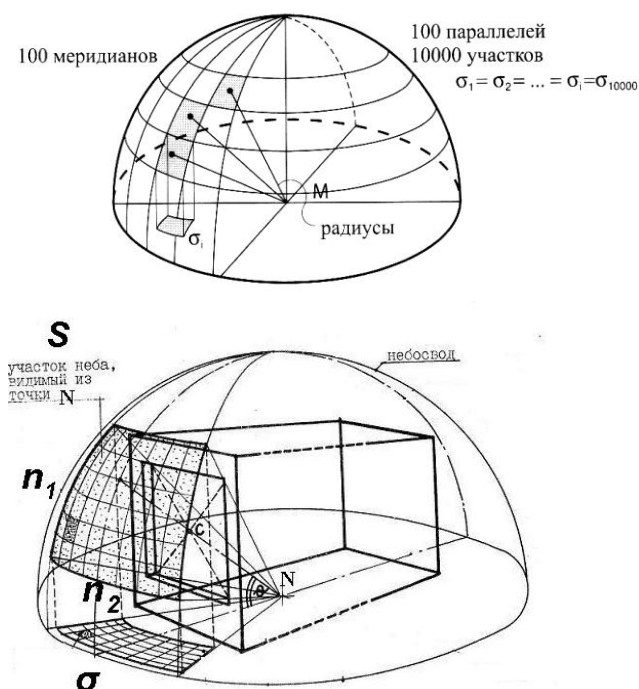 100 меридианов
100 параллелей
10000 участков
σ₁= σ₂= ... = σᵢ=σ₁₀₀₀₀
M
радиусы
σᵢ
S
небосвод
участок неба,
видимый из
точки N
n₁
C
N
n₂
σ